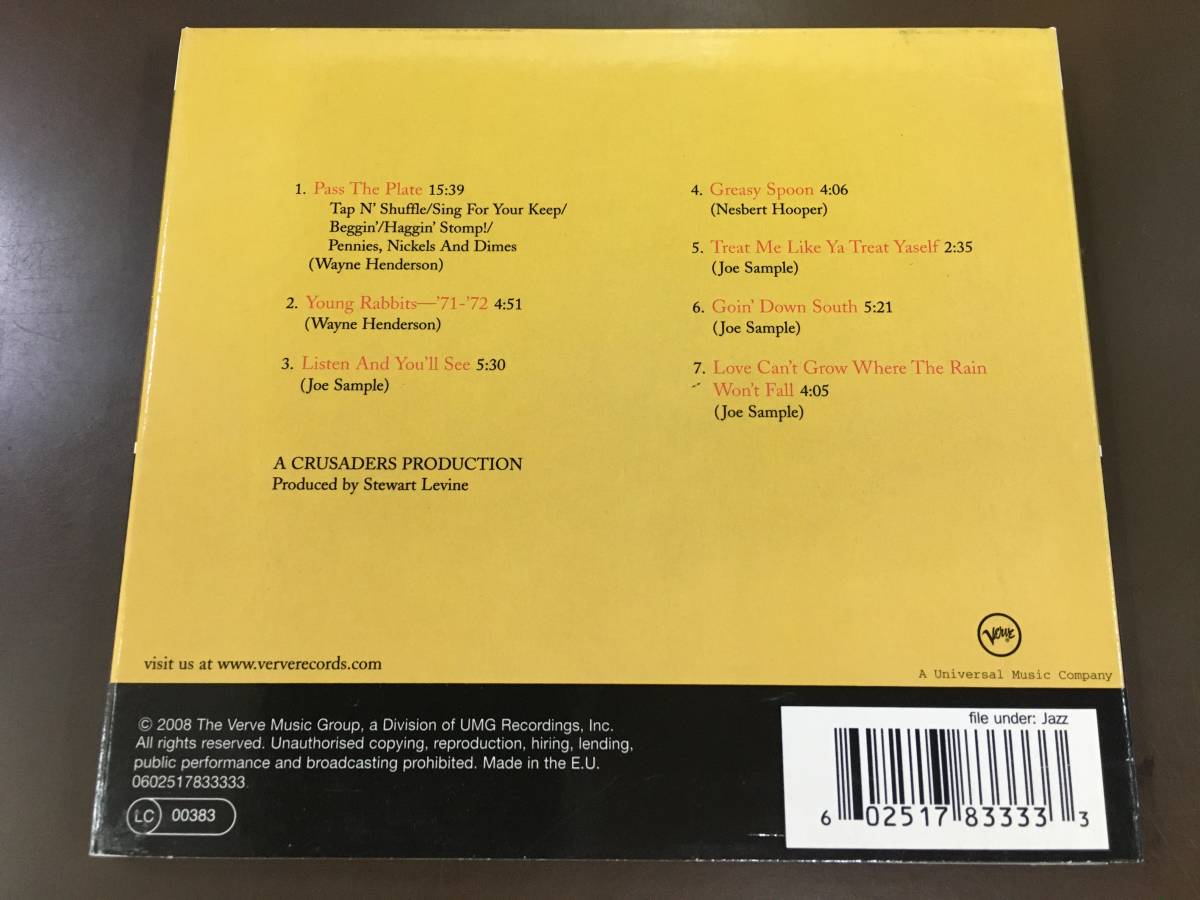 1. Pass The Plate 15:39
Tap N' Shuffle/Sing For Your Keep/
Beggin'/Haggin' Stomp!/
Pennies, Nickels And Dimes
(Wayne Henderson)
2. Young Rabbits—'71-'72 4:51
(Wayne Henderson)
3. Listen And You'll See 5:30
(Joe Sample)
4. Greasy Spoon 4:06
(Nesbert Hooper)
5. Treat Me Like Ya Treat Yaself 2:35
(Joe Sample)
6. Goin' Down South 5:21
(Joe Sample)
7. Love Can't Grow Where The Rain
Won't Fall 4:05
(Joe Sample)
A CRUSADERS PRODUCTION
Produced by Stewart Levine
visit us at www.ververecords.com
Verve
A Universal Music Company
© 2008 The Verve Music Group, a Division of UMG Recordings, Inc.
All rights reserved. Unauthorised copying, reproduction, hiring, lending,
public performance and broadcasting prohibited. Made in the E.U.
0602517833333
LC 00383
file under: Jazz
6 02517 83333 3